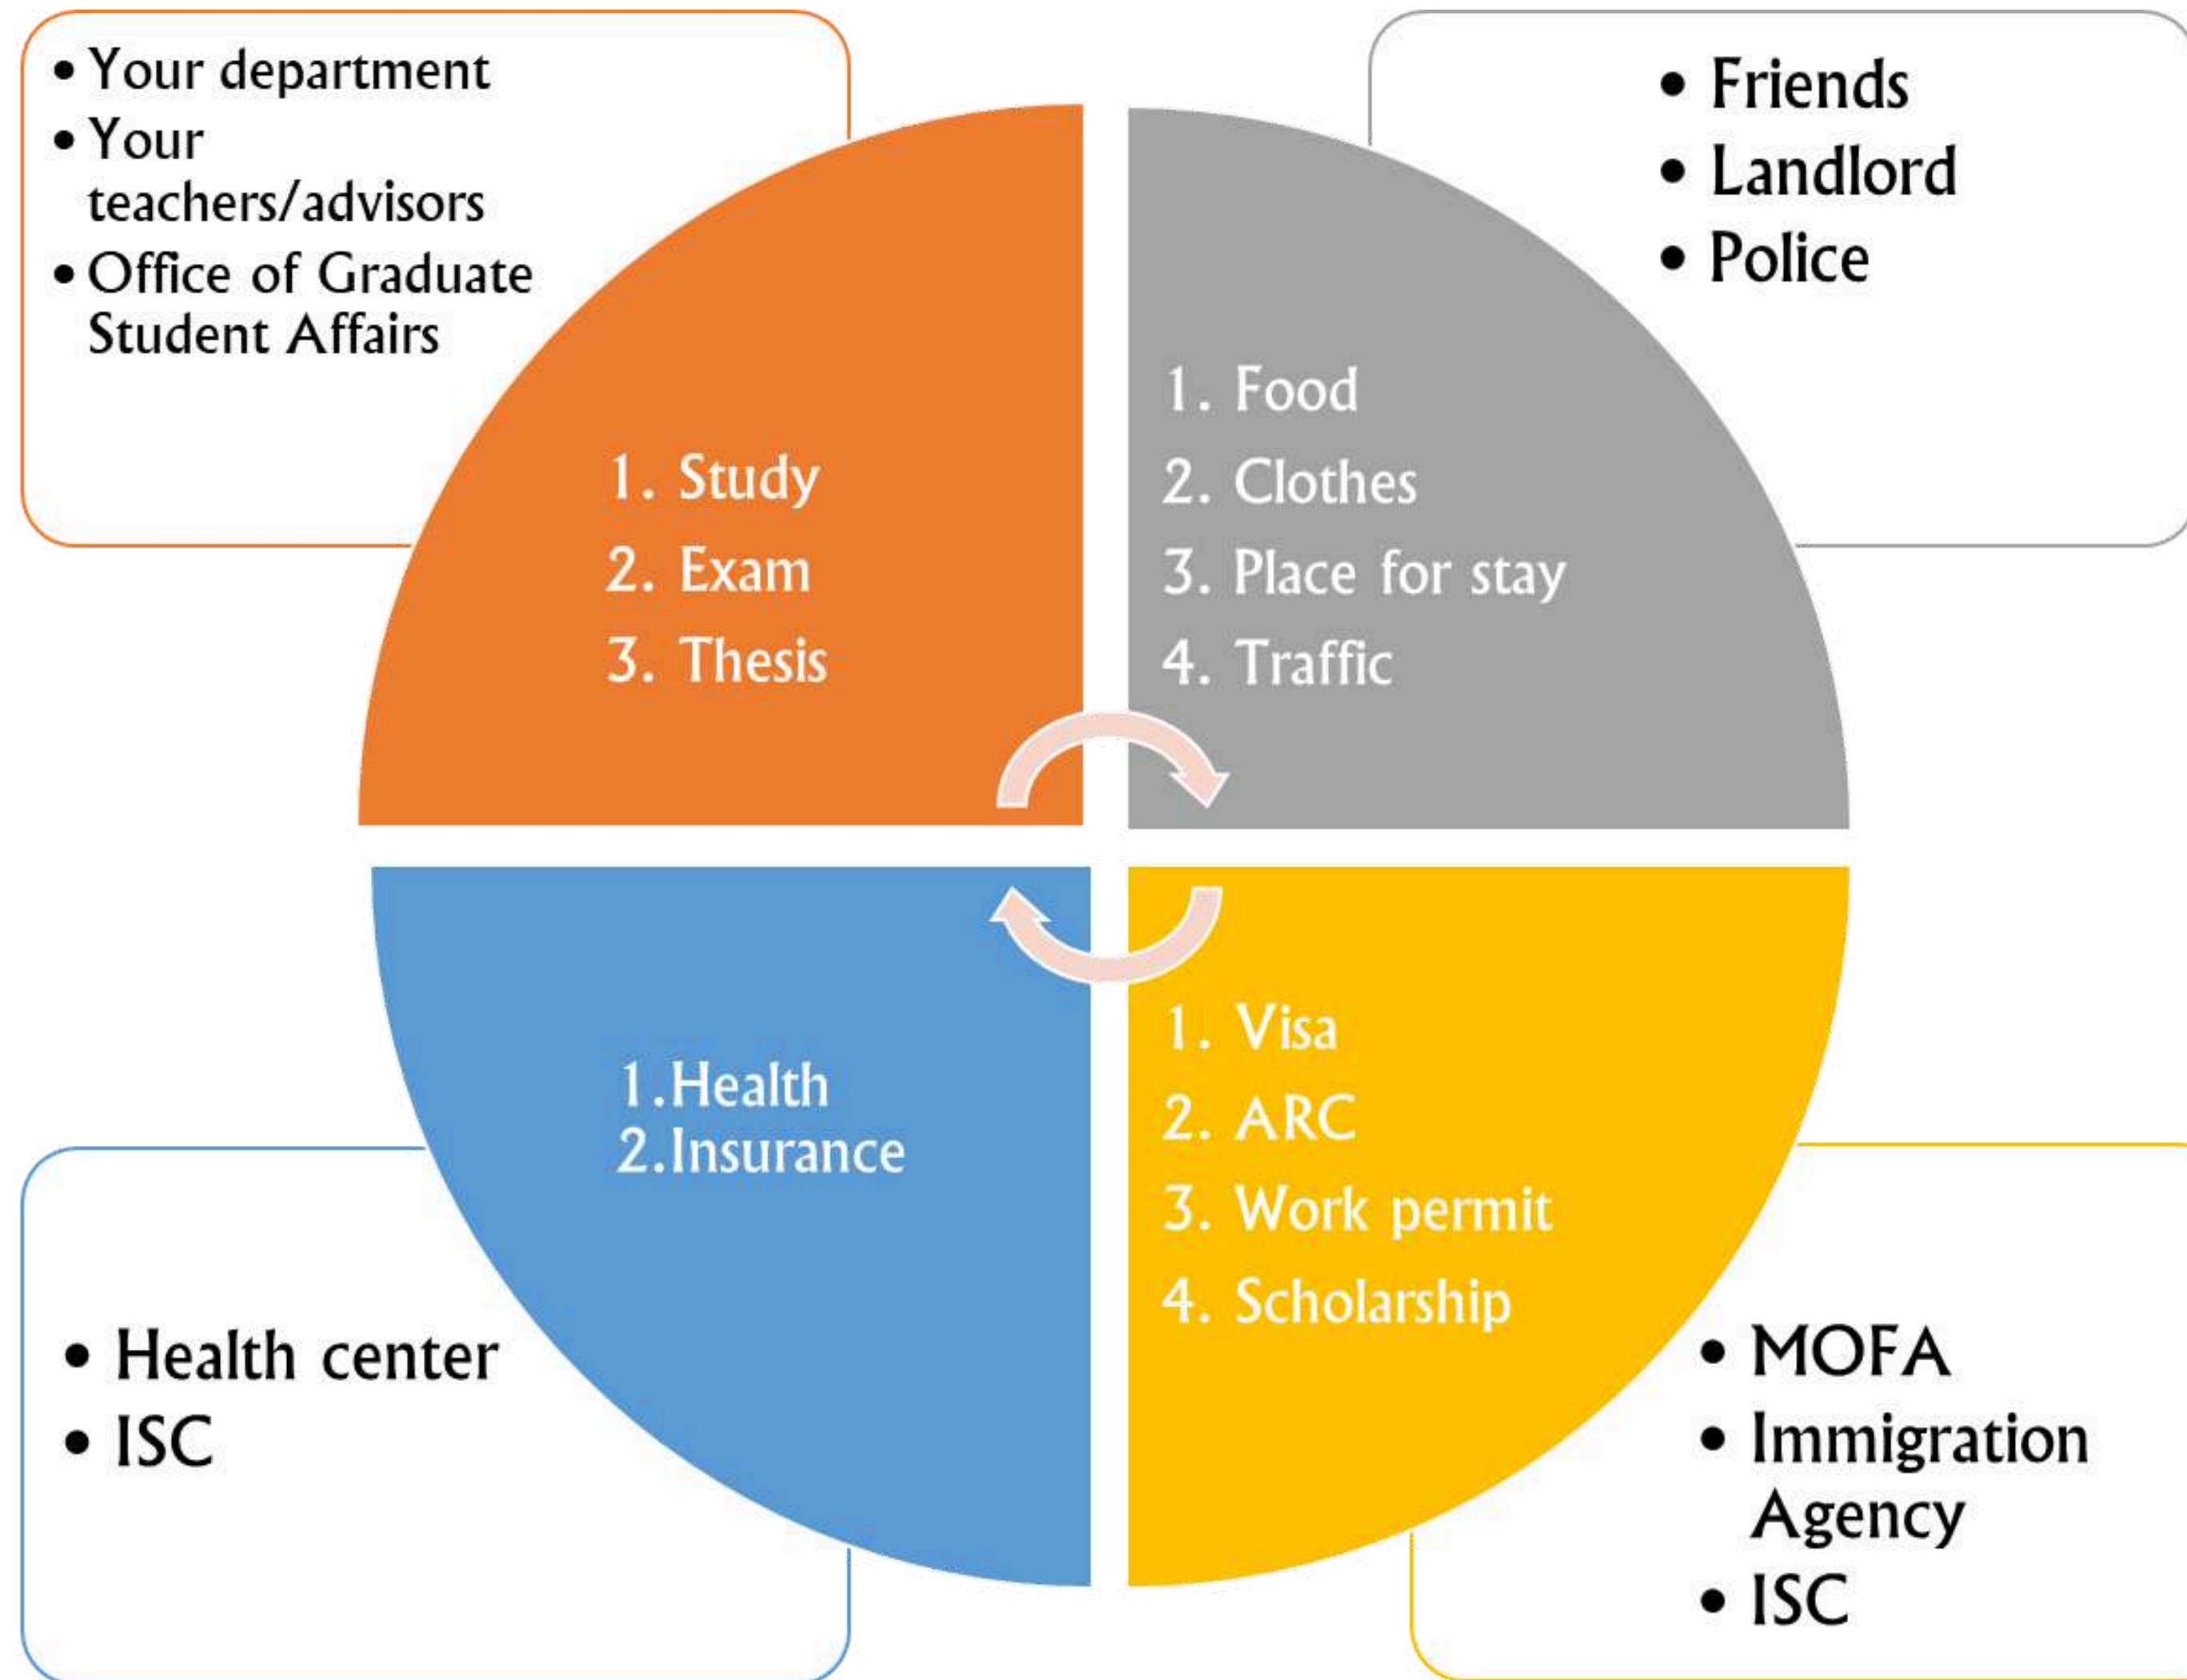 • Your department
• Your
teachers/advisors
• Office of Graduate
Student Affairs
1. Study
2. Exam
3. Thesis
• Friends
• Landlord
• Police
1. Food
2. Clothes
3. Place for stay
4. Traffic
1.Health
2.Insurance
• Health center
• ISC
1. Visa
2. ARC
3. Work permit
4. Scholarship
• MOFA
• Immigration
Agency
• ISC